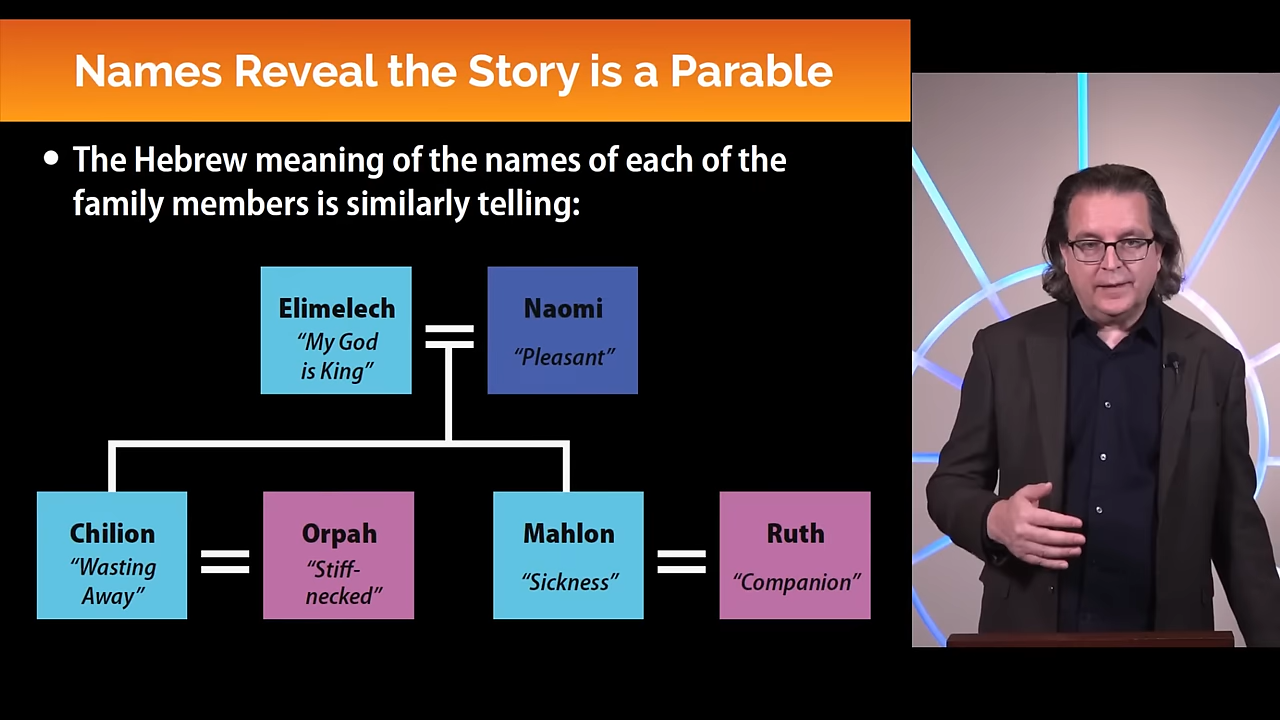 Names Reveal the Story is a Parable
• The Hebrew meaning of the names of each of the
family members is similarly telling:
Elimelech
“My God
is King”
Naomi
“Pleasant”
Chilion
“Wasting
Away”
Orpah
“Stiff-
necked”
Mahlon
“Sickness”
Ruth
“Companion”